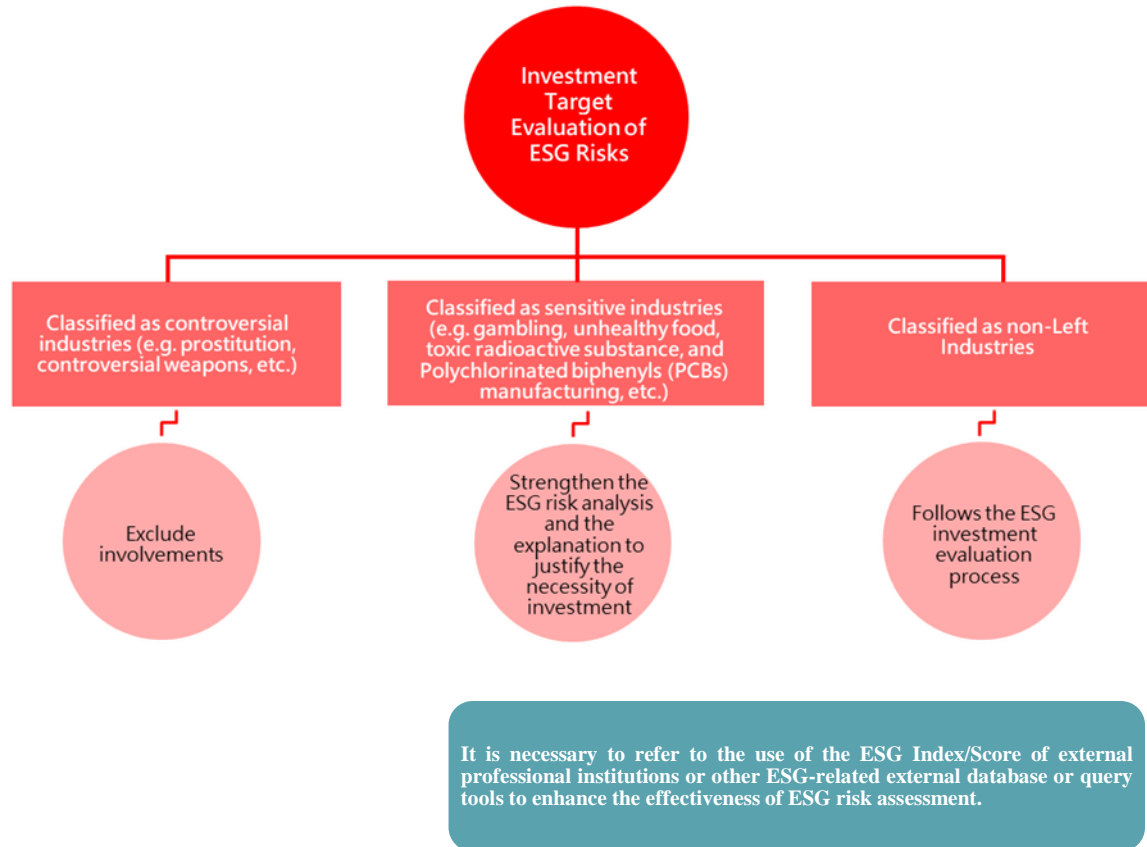 Investment
Target
Evaluation of
ESG Risks
Classified as controversial
industries (e.g. prostitution,
controversial weapons, etc.)
Classified as sensitive industries
(e.g. gambling, unhealthy food,
toxic radioactive substance, and
Polychlorinated biphenyls (PCBs)
manufacturing, etc.)
Classified as non-Left
Industries
Exclude
involvements
Strengthen the
ESG risk analysis
and the
explanation to
justify the
necessity of
investment
Follows the ESG
investment
evaluation
process
It is necessary to refer to the use of the ESG Index/Score of external
professional institutions or other ESG-related external database or query
tools to enhance the effectiveness of ESG risk assessment.